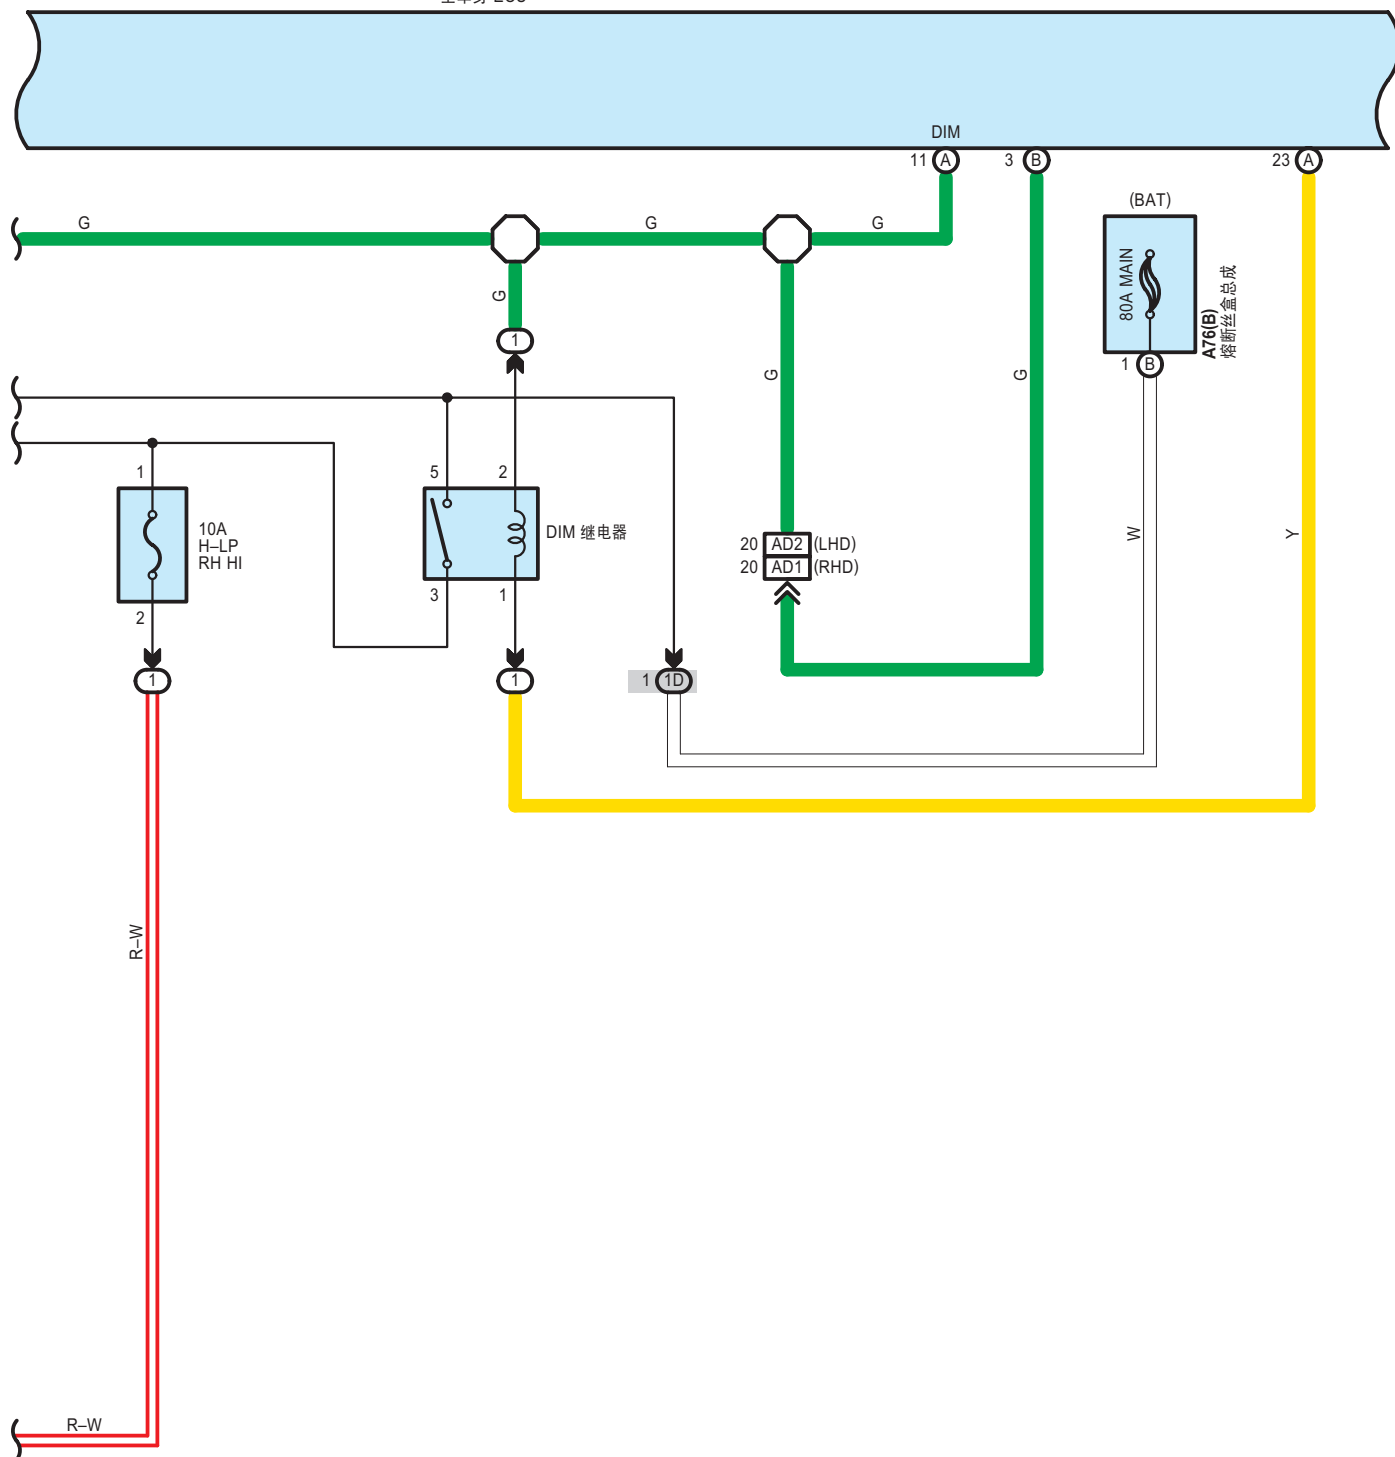 DIM
11 A
3 B
23 A
(BAT)
80A MAIN
A76(B)
熔断丝盒总成
1 B
G
G
G
G
1
G
G
1
5
2
10A
H–LP
RH HI
DIM 继电器
20 AD2 (LHD)
20 AD1 (RHD)
W
Y
2
3
1
1
1
1 1D
R–W
R–W